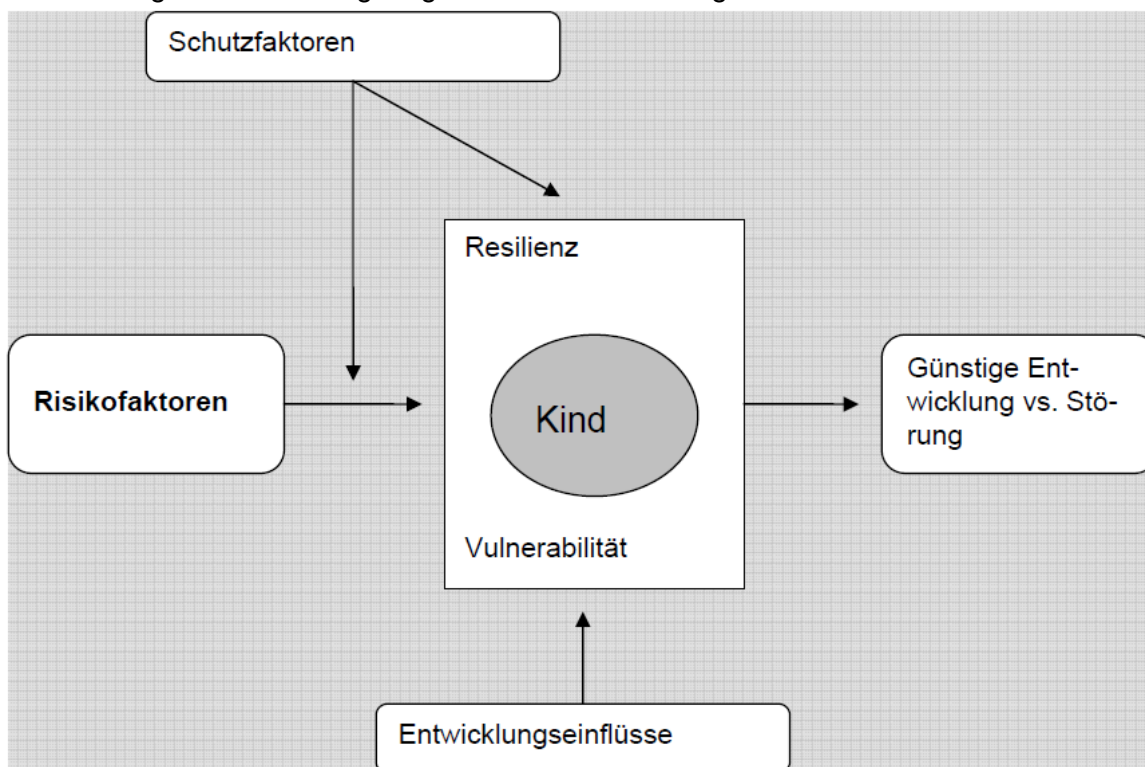 Schutzfaktoren
Resilienz
Risikofaktoren
Kind
Günstige Ent-
wicklung vs. Stö-
rung
Vulnerabilität
Entwicklungseinflüsse